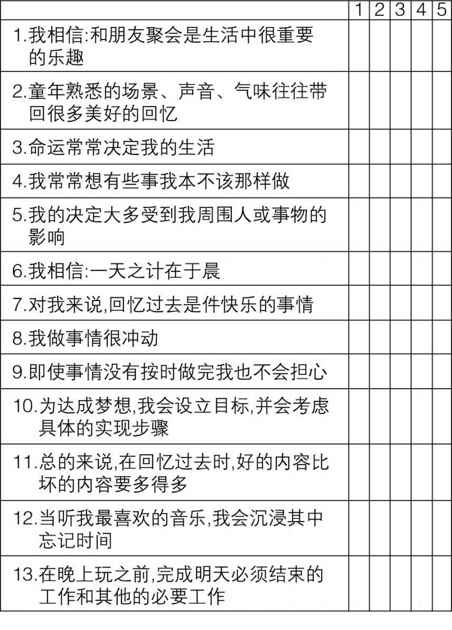 1 2 3 4 5
1.我相信:和朋友聚会是生活中很重要
的乐趣
2.童年熟悉的场景、声音、气味往往带
回很多美好的回忆
3.命运常常决定我的生活
4.我常常想有些事我本不该那样做
5.我的决定大多受到我周围人或事物的
影响
6.我相信:一天之计在于晨
7.对我来说,回忆过去是件快乐的事情
8.我做事情很冲动
9.即使事情没有按时做完我也不会担心
10.为达成梦想,我会设立目标,并会考虑
具体的实现步骤
11.总的来说,在回忆过去时,好的内容比
坏的内容要多得多
12.当听我最喜欢的音乐,我会沉浸其中
忘记时间
13.在晚上玩之前,完成明天必须结束的
工作和其他的必要工作